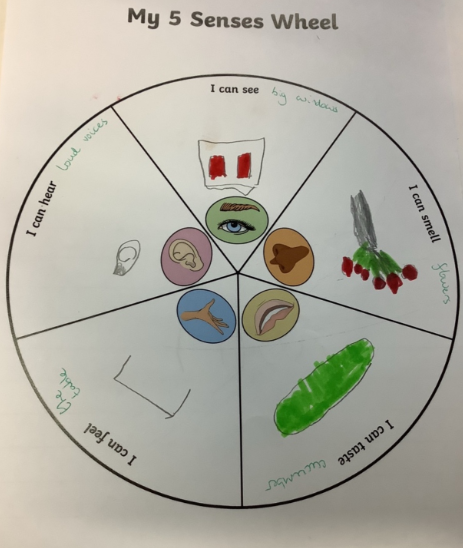 My 5 Senses Wheel
I can see
big windows
I can smell
flowers
I can taste
cucumber
I can feel
the
table
I can hear
loud voices